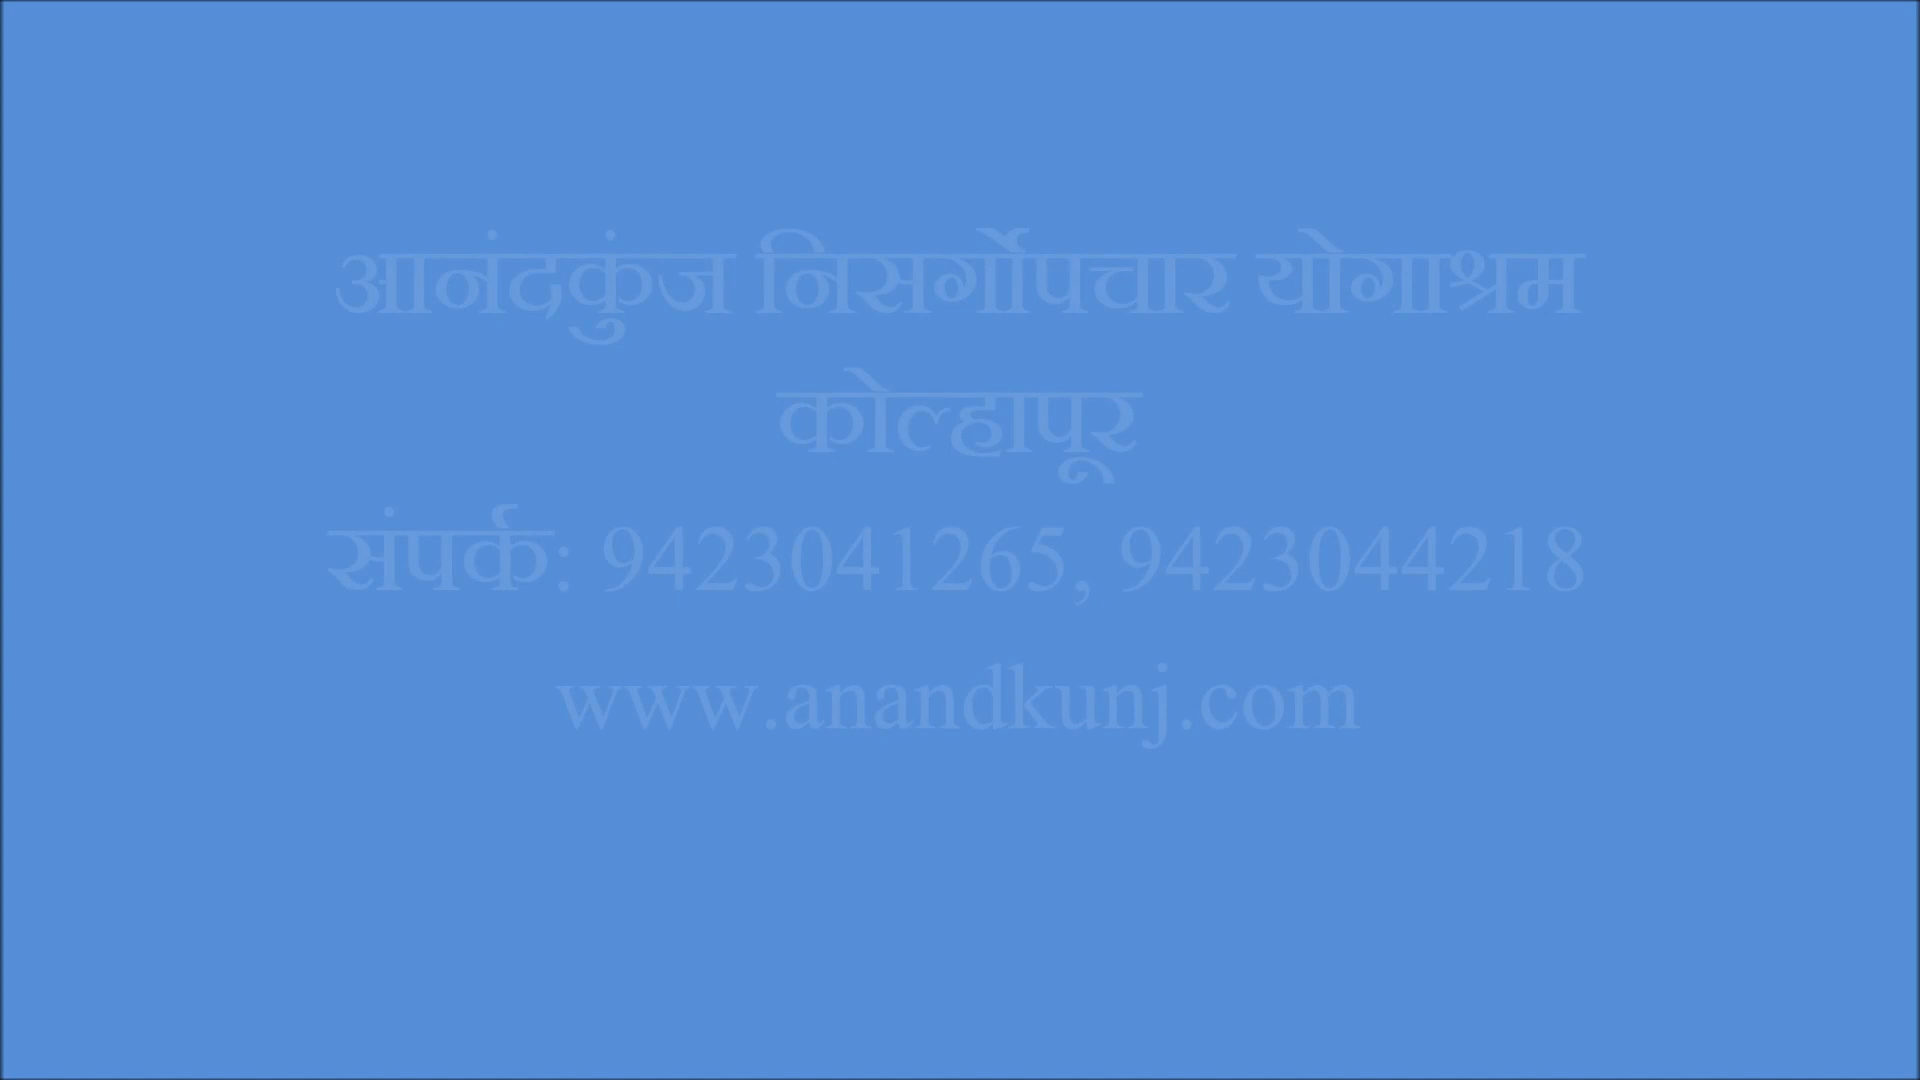 आनंदकुंज निसर्गोपचार योगाश्रम
कोल्हापूर
संपर्क: 9423041265, 9423044218
www.anandkunj.com